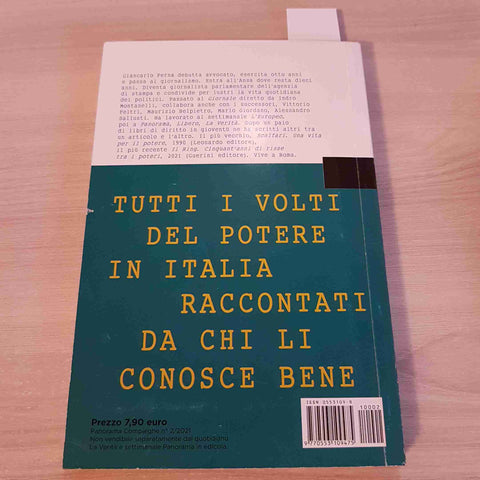 Giancarlo Perna debutta avvocato, esercita otto anni
e passa al giornalismo. Entra all'Ansa dove resta dieci
anni. Diventa giornalista parlamentare dell'agenzia
di stampa e condivide per lustri la vita quotidiana
dei politici. Passato al Giornale diretto da Indro
Montanelli, collabora anche con i successori, Vittorio
Feltri, Maurizio Belpietro, Mario Giordano, Alessandro
Sallusti. Ha lavorato al settimanale L'Europeo,
poi a Panorama, Libero, La Verità. Dopo un paio
di libri di diritto in gioventù ne ha scritti altri tra
un articolo e l'altro. Il più vecchio, Scalfari. Una vita
per il potere, 1990 (Leonardo editore),
il più recente Il Ring. Cinquant'anni di risse
tra i potenti, 2021 (Guerini editore). Vive a Roma.
TUTTI I VOLTI
DEL POTERE
IN ITALIA
RACCONTATI
DA CHI LI
CONOSCE BENE
Prezzo 7,90 euro
Panorama Compiegne n° 2/2021
Non vendibile separatamente dal quotidiano
La Verità e settimanale Panorama in edicola.
10002